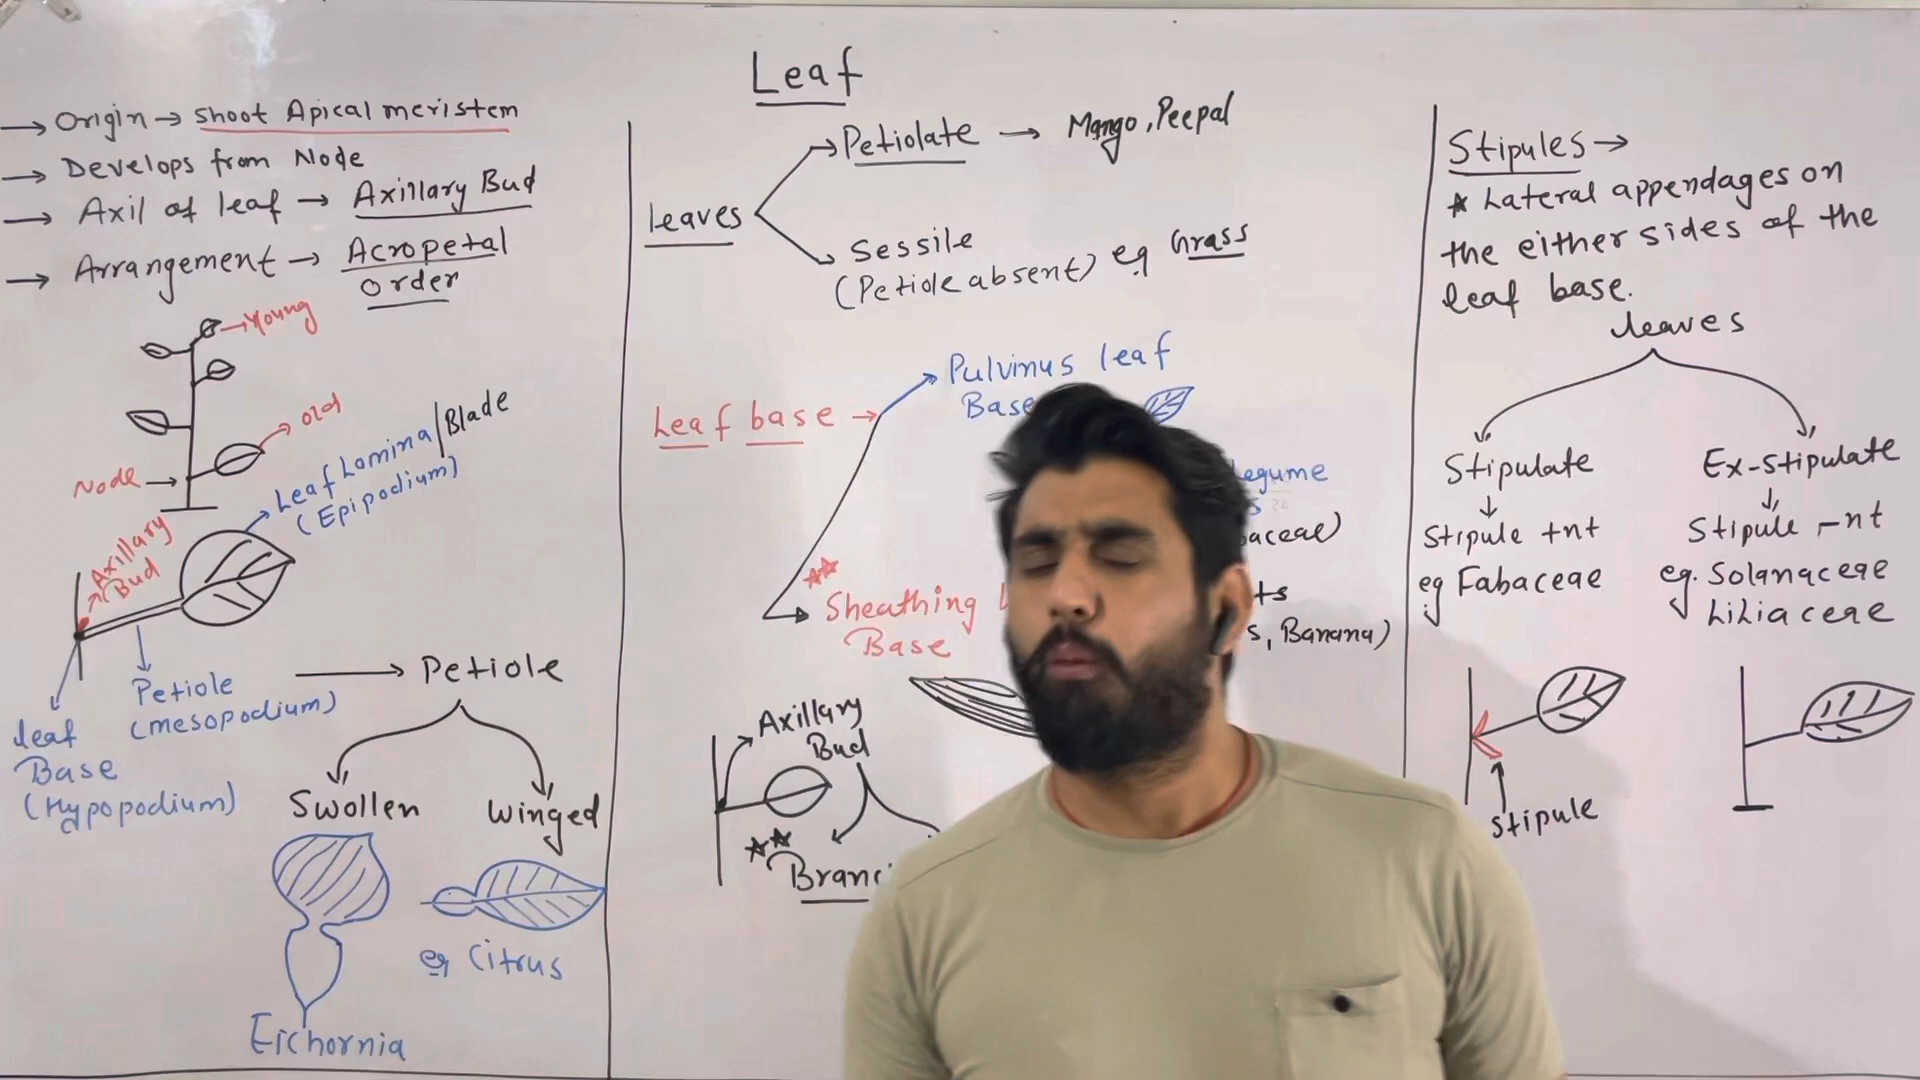 Leaf
→ Origin → Shoot Apical meristem
→ Develops from Node
→ Axil of leaf → Axillary Bud
→ Arrangement → Acropetal
order
Young
old
Node →
Leaf Lamina/Blade
(Epipodium)
Axillary
Bud
Petiole
(mesopodium)
leaf
Base
(Hypopodium)
→ Petiole
Swollen
winged
Eichornia
eg Citrus
leaves
Petiolate → Mango, Peepal
Sessile
(Petiole absent) eg Grass
Leaf base →
Pulvinus leaf
Base
legume
aceae)
** Sheathing
Base
ts
s, Banana)
Axillary
Bud
**
Branc
Stipules →
* Lateral appendages on
the either sides of the
leaf base.
leaves
Stipulate
Stipule +nt
eg Fabaceae
Ex-stipulate
Stipule -nt
eg. Solanaceae
Liliaceae
stipule